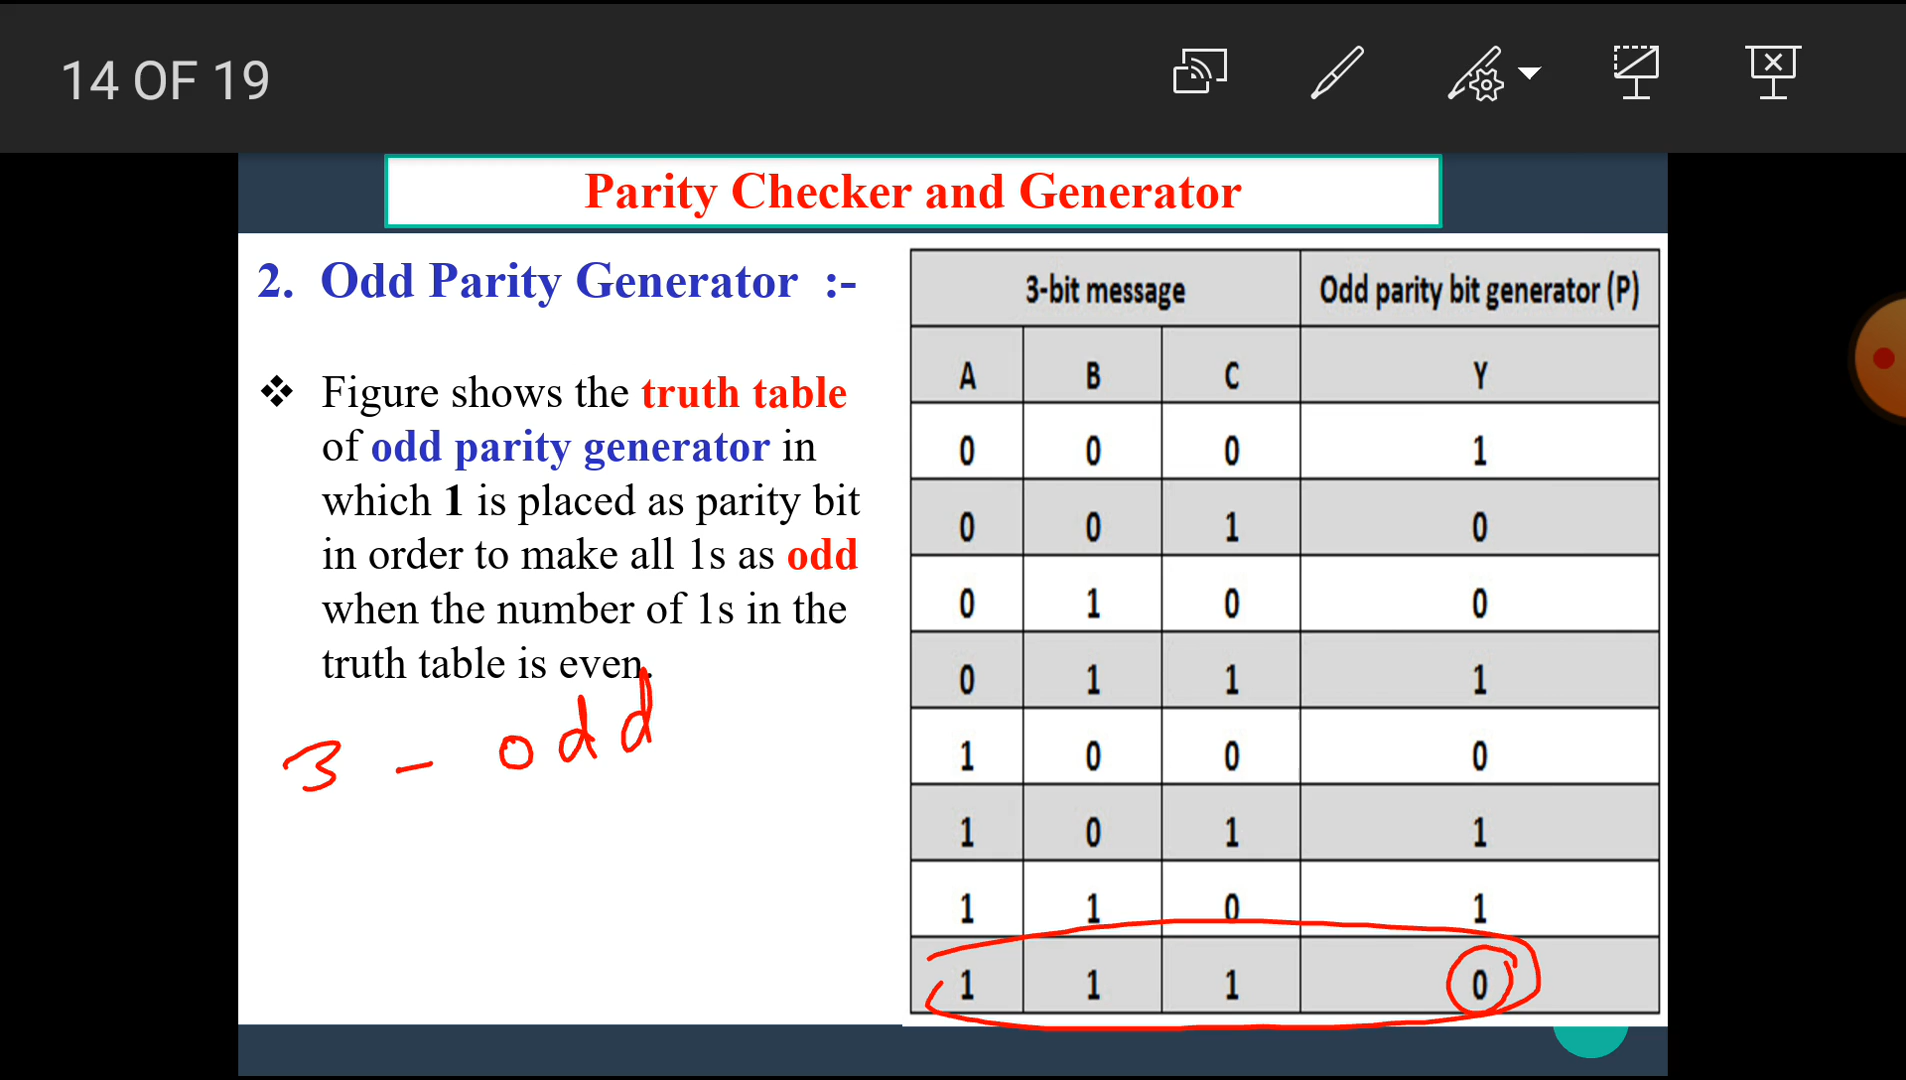 14 OF 19
Parity Checker and Generator
2. Odd Parity Generator :-
❖ Figure shows the truth table
of odd parity generator in
which 1 is placed as parity bit
in order to make all 1s as odd
when the number of 1s in the
truth table is even.
3 - odd
3-bit message Odd parity bit generator (P)
A B C Y
0 0 0 1
0 0 1 0
0 1 0 0
0 1 1 1
1 0 0 0
1 0 1 1
1 1 0 1
1 1 1 0